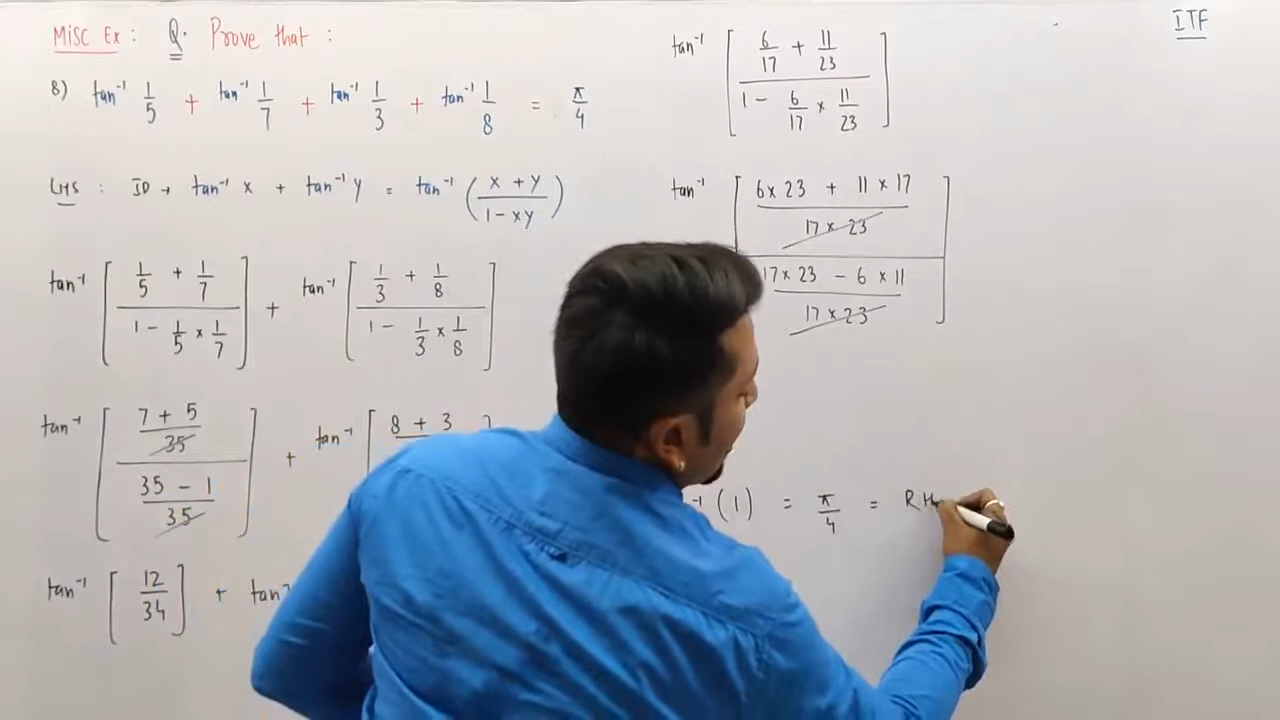 MISC Ex : Q. Prove that :
8) tan⁻¹ 1/5 + tan⁻¹ 1/7 + tan⁻¹ 1/3 + tan⁻¹ 1/8 = π/4
LHS : ID → tan⁻¹ x + tan⁻¹ y = tan⁻¹ ( (x + y)/(1 - xy) )
tan⁻¹ [ (1/5 + 1/7) / (1 - 1/5 × 1/7) ] + tan⁻¹ [ (1/3 + 1/8) / (1 - 1/3 × 1/8) ]
tan⁻¹ [ ((7 + 5)/35) / ((35 - 1)/35) ] + tan⁻¹ [ 8 + 3
tan⁻¹ [ 12/34 ] + tan
ITF
tan⁻¹ [ (6/17 + 11/23) / (1 - 6/17 × 11/23) ]
tan⁻¹ [ ((6 × 23 + 11 × 17)/(17 × 23)) / ((17 × 23 - 6 × 11)/(17 × 23)) ]
(1) = π/4 = RH